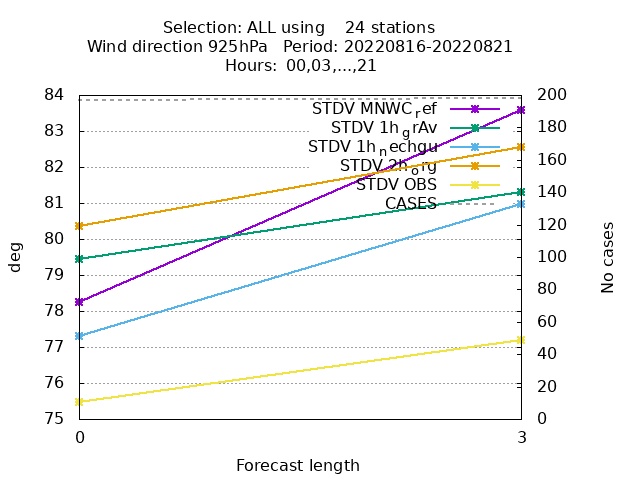 Selection: ALL using    24 stations
Wind direction 925hPa   Period: 20220816-20220821
Hours:  00,03,...,21
84
83
82
81
80
79
78
77
76
75
200
180
160
140
120
100
80
60
40
20
0
deg
No cases
STDV MNWC_ref
STDV 1h_grAv
STDV 1h_nechgu
STDV 2h_org
STDV OBS
CASES
0
3
Forecast length